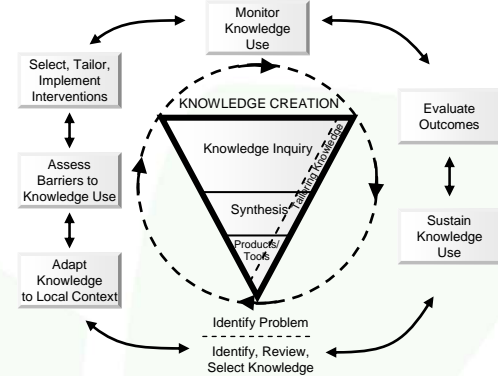 Monitor
Knowledge
Use
Select, Tailor,
Implement
Interventions
KNOWLEDGE CREATION
Evaluate
Outcomes
Knowledge Inquiry
Tailoring Knowledge
Assess
Barriers to
Knowledge Use
Synthesis
Sustain
Knowledge
Use
Products/
Tools
Adapt
Knowledge
to Local Context
Identify Problem
Identify, Review,
Select Knowledge